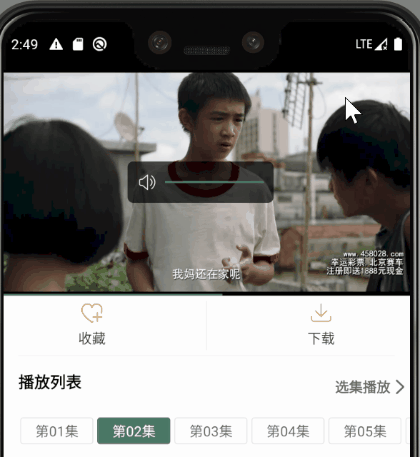 2:49
LTE
www.458028.com
幸运彩票 北京赛车
注册即送1888元现金
我妈还在家呢
收藏
下载
播放列表
选集播放
第01集
第02集
第03集
第04集
第05集